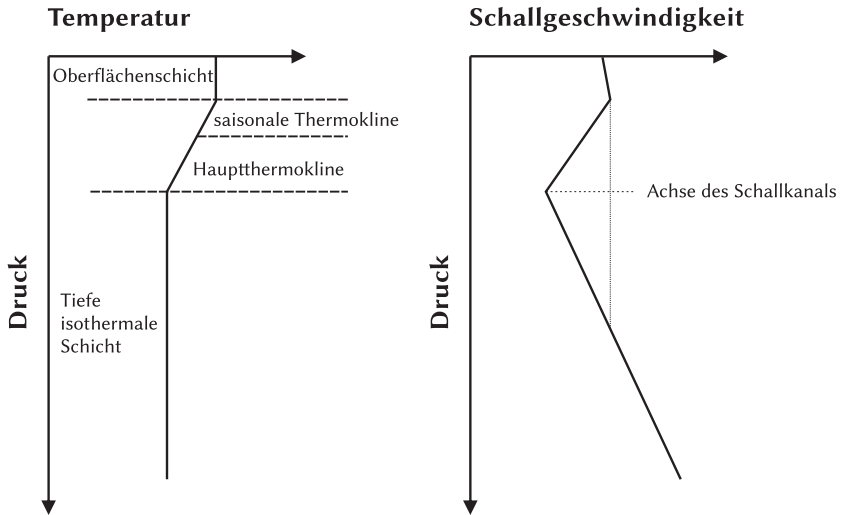 Temperatur
Oberflächenschicht
saisonale Thermokline
Hauptthermokline
Druck
Tiefe
isothermale
Schicht
Schallgeschwindigkeit
Achse des Schallkanals
Druck